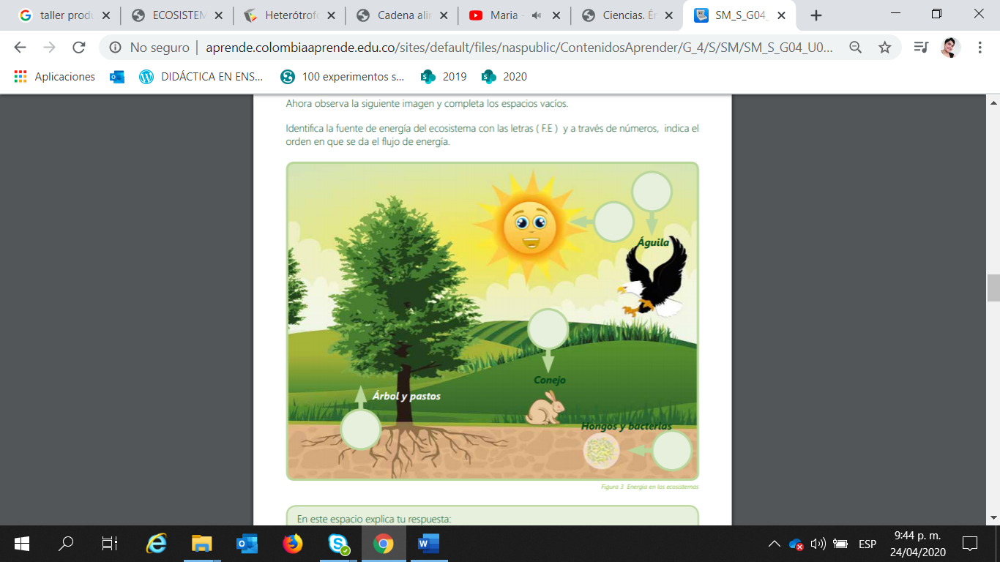 taller produ
ECOSISTEM
Heterótrofo
Cadena alin
Maria -
Ciencias. Én
SM_S_G04_
No seguro | aprende.colombiaaprende.edu.co/sites/default/files/naspublic/ContenidosAprender/G_4/S/SM/SM_S_G04_U0...
Aplicaciones
DIDÁCTICA EN ENS...
100 experimentos s...
2019
2020
Ahora observa la siguiente imagen y completa los espacios vacíos.
Identifica la fuente de energía del ecosistema con las letras ( F.E ) y a través de números, indica el
orden en que se da el flujo de energía.
Águila
Conejo
Árbol y pastos
Hongos y bacterias
Figura 3 Energía en los ecosistemas
En este espacio explica tu respuesta:
ESP
9:44 p. m.
24/04/2020